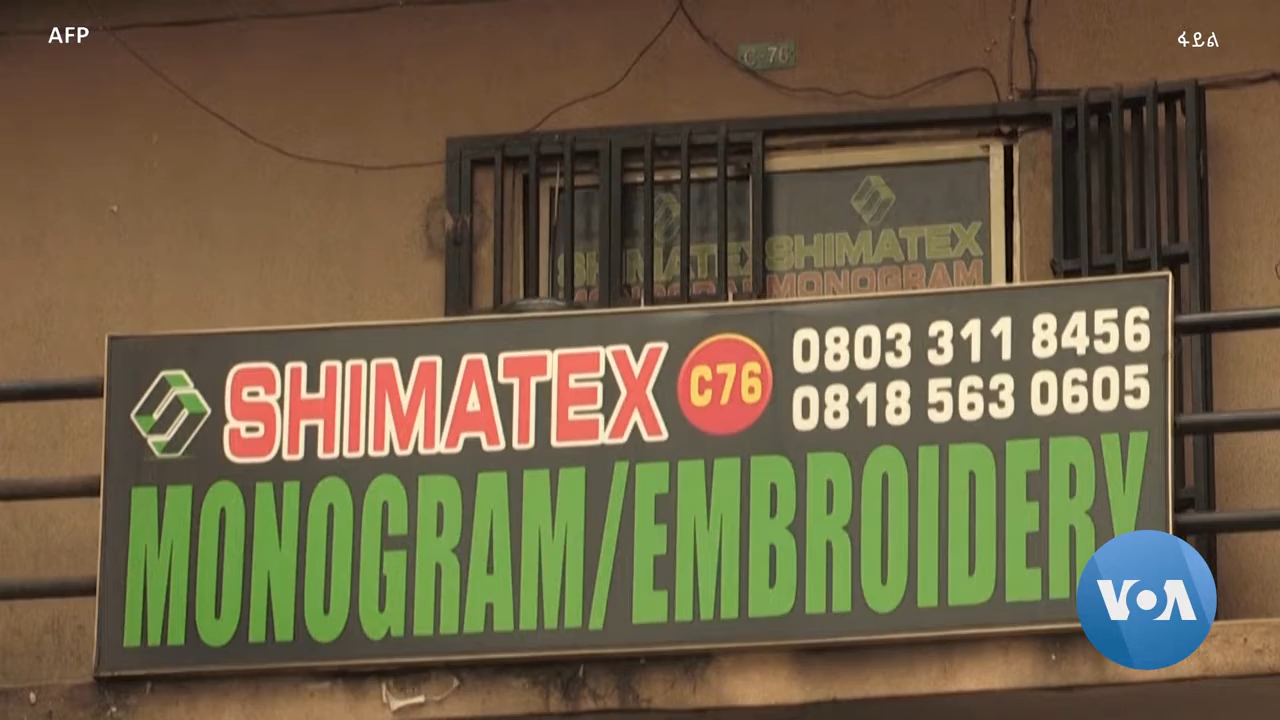 AFP
ፋይል
C-76
SHIMATEX
MONOGRAM
SHIMATEX
C76
0803 311 8456
0818 563 0605
MONOGRAM/EMBROIDERY
VOA